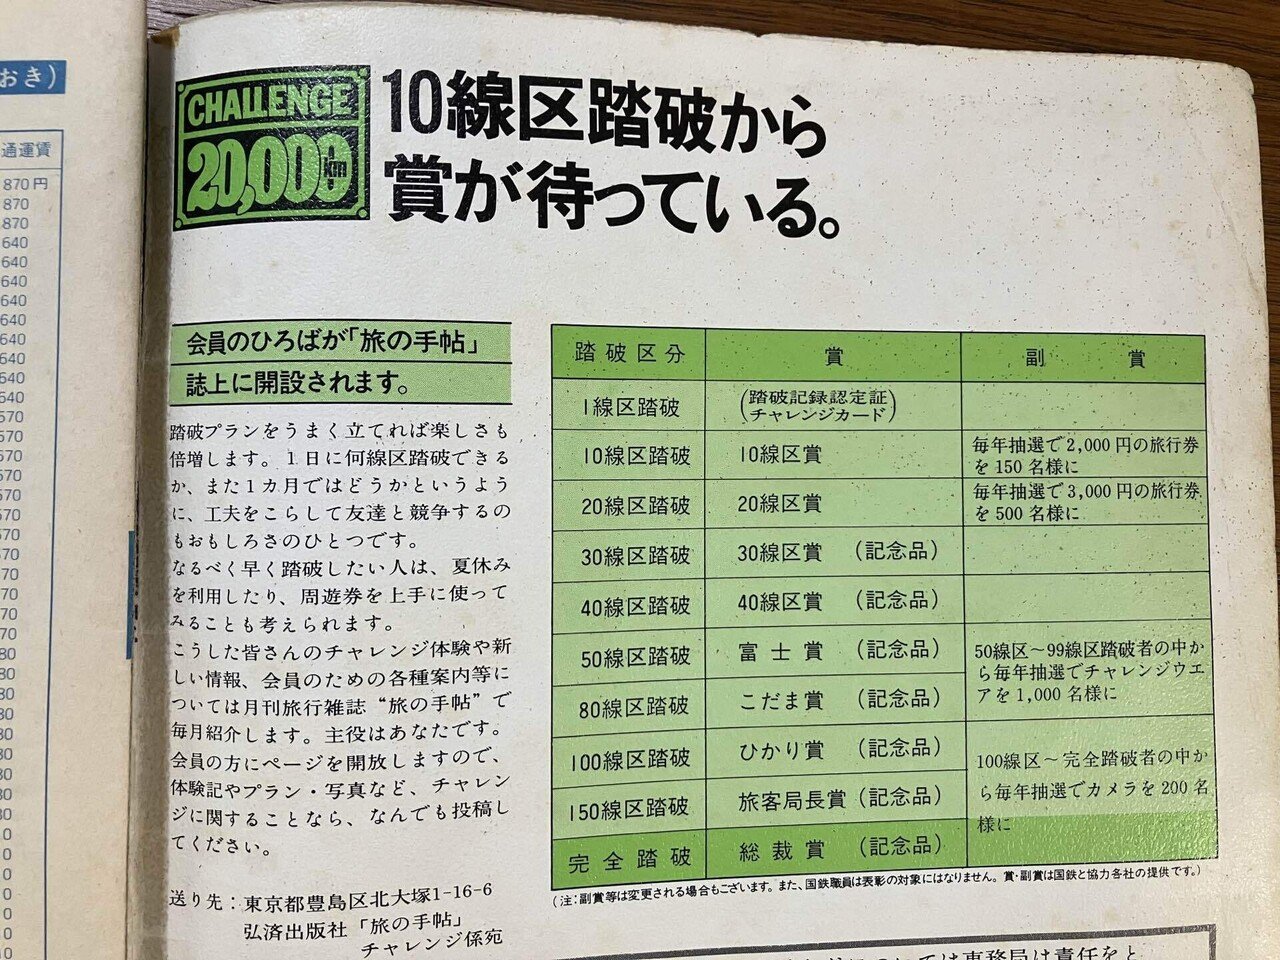 おき)
通運賃
870円
870
870
640
640
640
640
640
640
640
640
570
570
570
CHALLENGE
20,000km
10線区踏破から
賞が待っている。
会員のひろばが「旅の手帖」
誌上に開設されます。
踏破プランをうまく立てれば楽しさも
倍増します。1日に何線区踏破できる
か、また1カ月ではどうかというよう
に、工夫をこらして友達と競争するの
もおもしろさのひとつです。
なるべく早く踏破したい人は、夏休み
を利用したり、周遊券を上手に使って
みることも考えられます。
こうした皆さんのチャレンジ体験や新
しい情報、会員のための各種案内等に
ついては月刊旅行雑誌“旅の手帖”で
毎月紹介します。主役はあなたです。
会員の方にページを開放しますので、
体験記やプラン・写真など、チャレン
ジに関することなら、なんでも投稿し
てください。
送り先：東京都豊島区北大塚1-16-6
弘済出版社「旅の手帖」
チャレンジ係宛
踏破区分 賞 副賞
1線区踏破 (踏破記録認定証
チャレンジカード)
10線区踏破 10線区賞 毎年抽選で2,000円の旅行券
を150名様に
20線区踏破 20線区賞 毎年抽選で3,000円の旅行券
を500名様に
30線区踏破 30線区賞 (記念品)
40線区踏破 40線区賞 (記念品)
50線区踏破 富士賞 (記念品)
80線区踏破 こだま賞 (記念品)
50線区～99線区踏破者の中か
ら毎年抽選でチャレンジウエ
アを1,000名様に
100線区踏破 ひかり賞 (記念品)
150線区踏破 旅客局長賞 (記念品)
完全踏破 総裁賞 (記念品)
100線区～完全踏破者の中か
ら毎年抽選でカメラを200名
様に
(注：副賞等は変更される場合もございます。また、国鉄職員は表彰の対象にはなりません。賞・副賞は国鉄と協力各社の提供です。)
ては事務局は責任をと